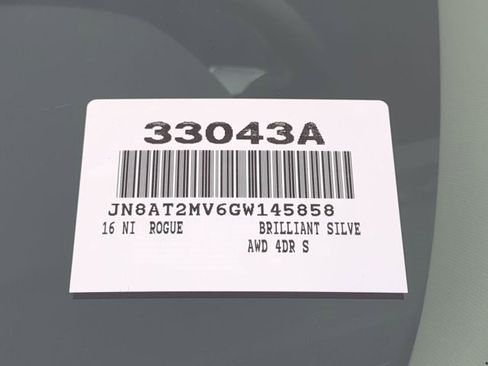 33043A
JN8AT2MV6GW145858
16 NI ROGUE BRILLIANT SILVE
AWD 4DR S